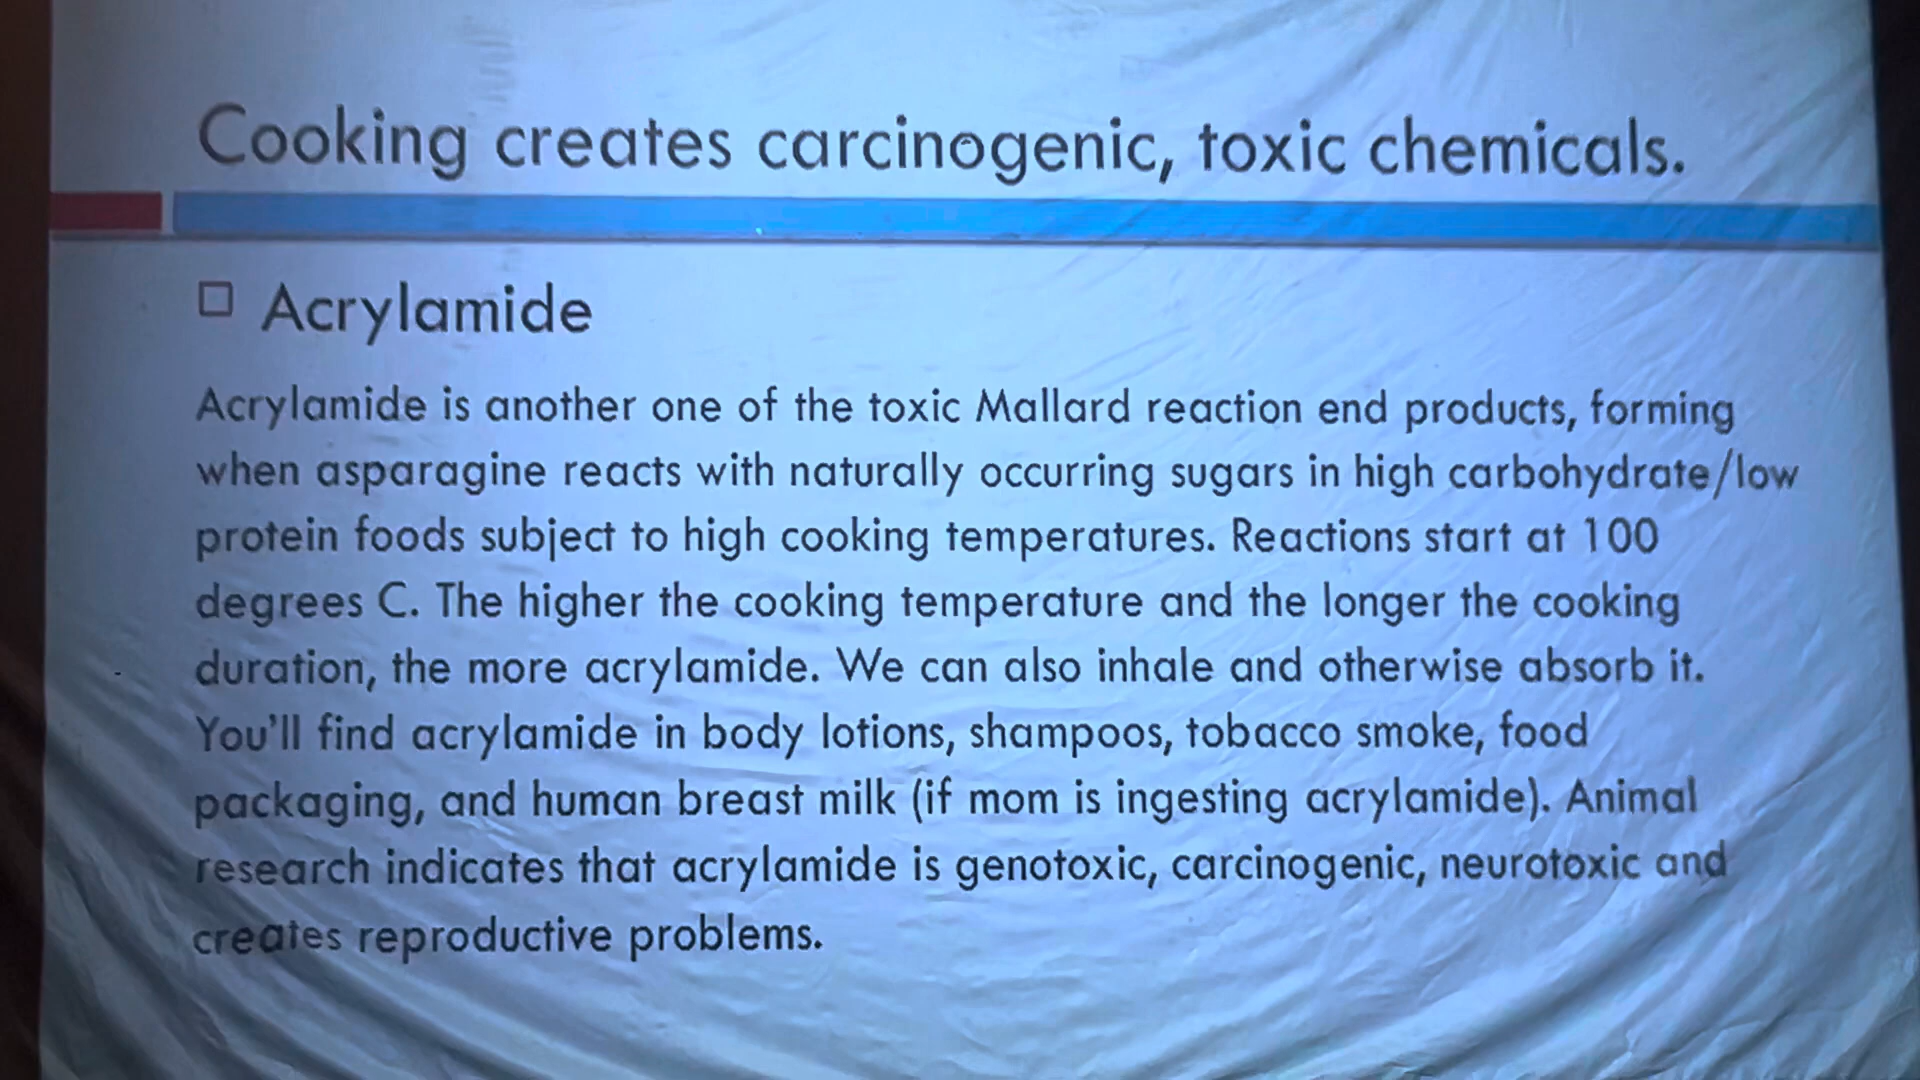 Cooking creates carcinogenic, toxic chemicals.
Acrylamide
Acrylamide is another one of the toxic Mallard reaction end products, forming
when asparagine reacts with naturally occurring sugars in high carbohydrate/low
protein foods subject to high cooking temperatures. Reactions start at 100
degrees C. The higher the cooking temperature and the longer the cooking
duration, the more acrylamide. We can also inhale and otherwise absorb it.
You'll find acrylamide in body lotions, shampoos, tobacco smoke, food
packaging, and human breast milk (if mom is ingesting acrylamide). Animal
research indicates that acrylamide is genotoxic, carcinogenic, neurotoxic and
creates reproductive problems.